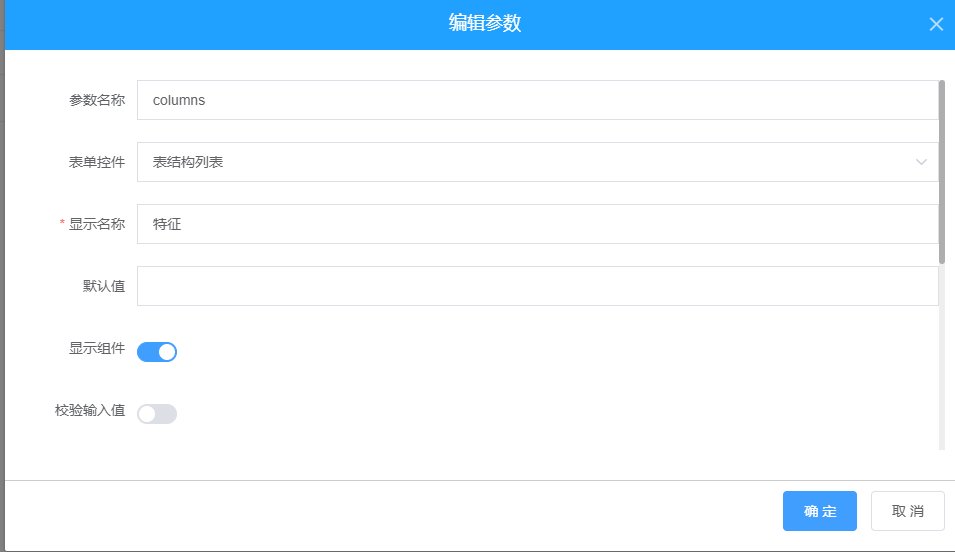 编辑参数
参数名称 columns
表单控件 表结构列表
* 显示名称 特征
默认值
显示组件
校验输入值
确 定 取 消